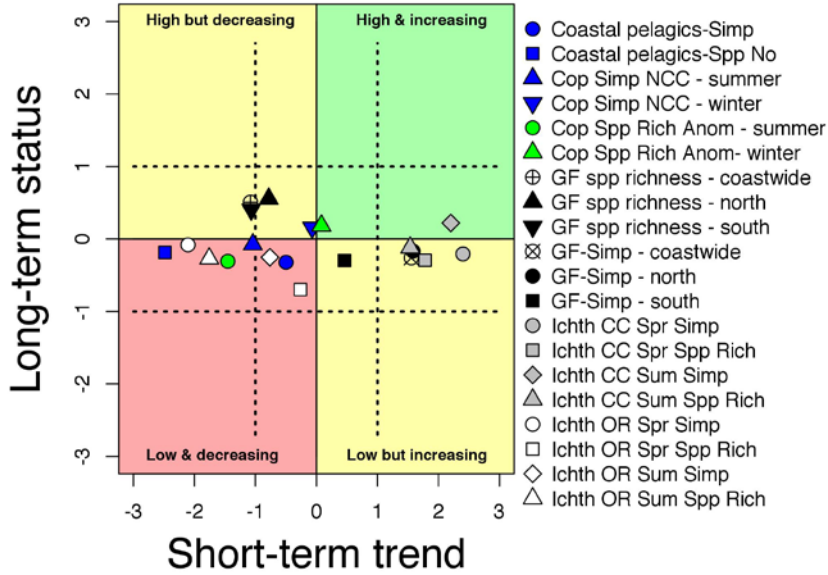 High but decreasing
High & increasing
Low & decreasing
Low but increasing
Long-term status
3
2
1
0
-1
-2
-3
-3
-2
-1
0
1
2
3
Short-term trend
Coastal pelagics-Simp
Coastal pelagics-Spp No
Cop Simp NCC - summer
Cop Simp NCC - winter
Cop Spp Rich Anom - summer
Cop Spp Rich Anom- winter
GF spp richness - coastwide
GF spp richness - north
GF spp richness - south
GF-Simp - coastwide
GF-Simp - north
GF-Simp - south
Ichth CC Spr Simp
Ichth CC Spr Spp Rich
Ichth CC Sum Simp
Ichth CC Sum Spp Rich
Ichth OR Spr Simp
Ichth OR Spr Spp Rich
Ichth OR Sum Simp
Ichth OR Sum Spp Rich